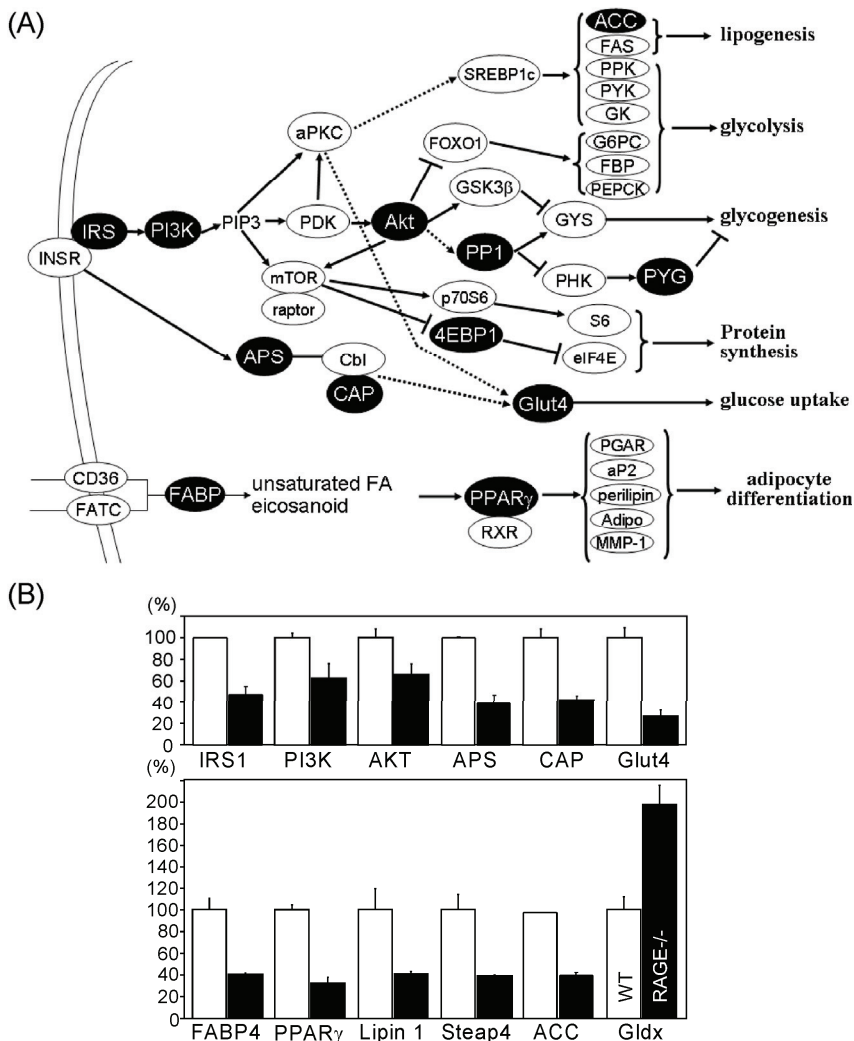 (A)
ACC
FAS
lipogenesis
SREBP1c
PPK
PYK
GK
glycolysis
aPKC
FOXO1
G6PC
FBP
PEPCK
GSK3β
IRS
PI3K
PIP3
PDK
Akt
GYS
glycogenesis
INSR
PP1
PHK
PYG
mTOR
raptor
p70S6
S6
4EBP1
eIF4E
Protein
synthesis
APS
Cbl
CAP
Glut4
glucose uptake
CD36
FATC
FABP
unsaturated FA
eicosanoid
PPARγ
RXR
PGAR
aP2
perilipin
Adipo
MMP-1
adipocyte
differentiation
(B)
(%)
100
80
60
40
20
0
IRS1 PI3K AKT APS CAP Glut4
(%)
200
180
160
140
120
100
80
60
40
20
0
WT
RAGE-/-
FABP4 PPARγ Lipin 1 Steap4 ACC Gldx